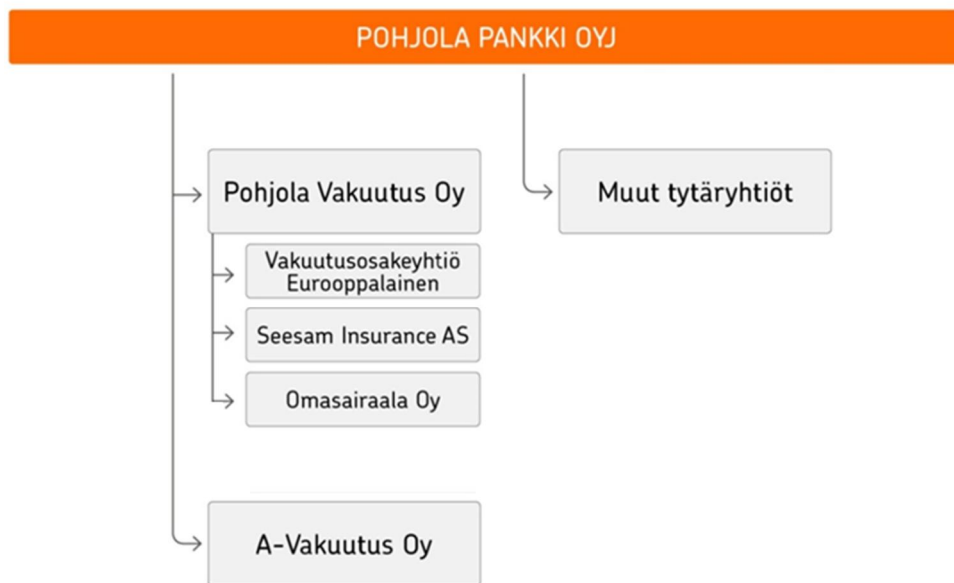 POHJOLA PANKKI OYJ
Pohjola Vakuutus Oy
Muut tytäryhtiöt
Vakuutusosakeyhtiö
Eurooppalainen
Seesam Insurance AS
Omasairaala Oy
A-Vakuutus Oy